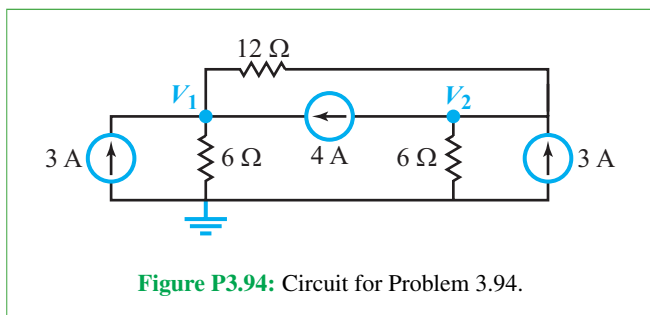 12 Ω
V1
V2
3 A
6 Ω
4 A
6 Ω
3 A
Figure P3.94: Circuit for Problem 3.94.